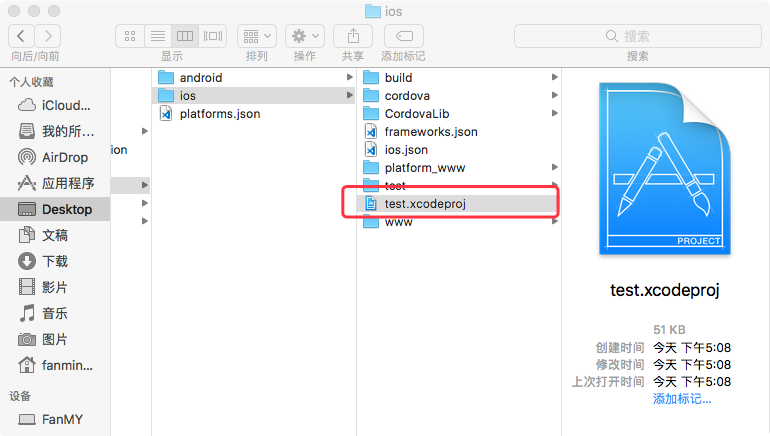 ios
搜索
向后/向前
显示
排列
操作
共享
添加标记
搜索
个人收藏
iCloud...
我的所...
AirDrop
应用程序
Desktop
文稿
下载
影片
音乐
图片
fanmin...
设备
FanMY
ion
android
ios
platforms.json
build
cordova
CordovaLib
frameworks.json
ios.json
platform_www
test
test.xcodeproj
www
PROJECT
test.xcodeproj
51 KB
创建时间 今天 下午5:08
修改时间 今天 下午5:08
上次打开时间 今天 下午5:08
添加标记...